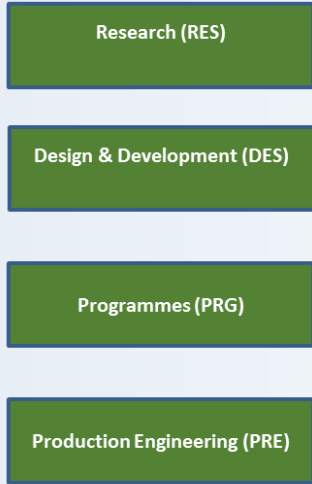 Research (RES)
Design & Development (DES)
Programmes (PRG)
Production Engineering (PRE)